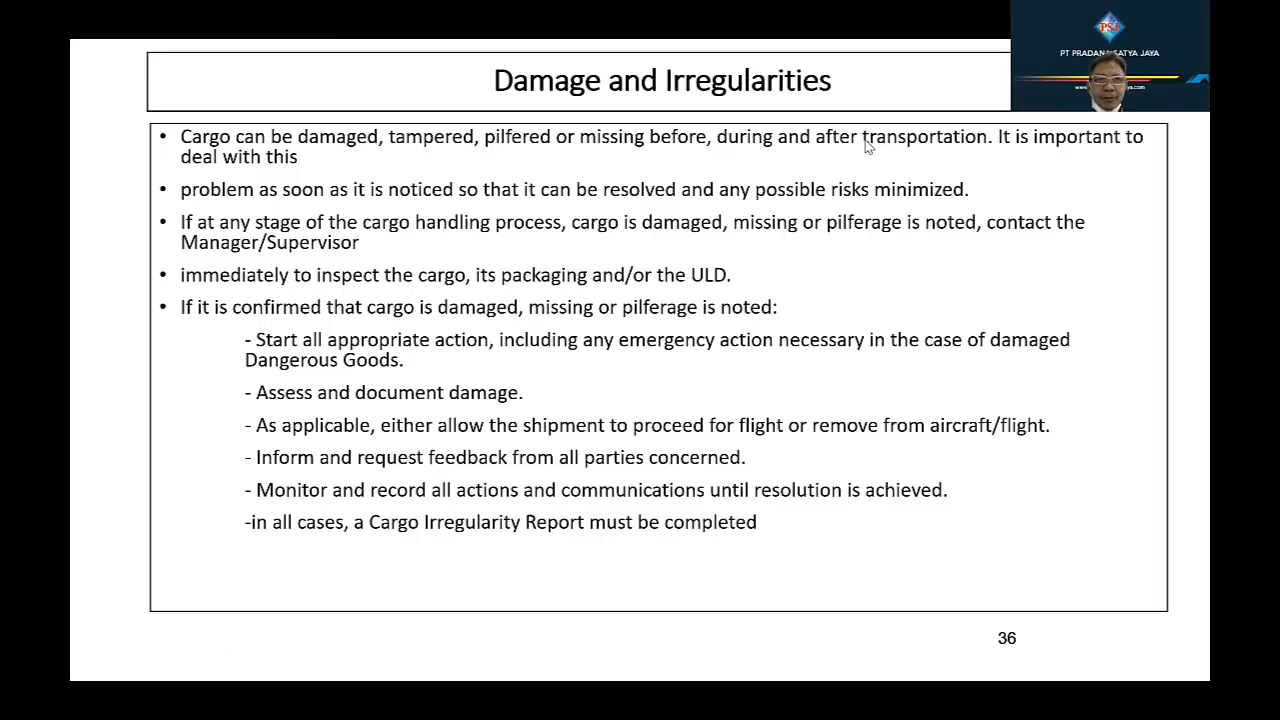 PSJ
PT PRADANA SATYA JAYA
Damage and Irregularities
• Cargo can be damaged, tampered, pilfered or missing before, during and after transportation. It is important to
deal with this
• problem as soon as it is noticed so that it can be resolved and any possible risks minimized.
• If at any stage of the cargo handling process, cargo is damaged, missing or pilferage is noted, contact the
Manager/Supervisor
• immediately to inspect the cargo, its packaging and/or the ULD.
• If it is confirmed that cargo is damaged, missing or pilferage is noted:
- Start all appropriate action, including any emergency action necessary in the case of damaged
Dangerous Goods.
- Assess and document damage.
- As applicable, either allow the shipment to proceed for flight or remove from aircraft/flight.
- Inform and request feedback from all parties concerned.
- Monitor and record all actions and communications until resolution is achieved.
-in all cases, a Cargo Irregularity Report must be completed
36